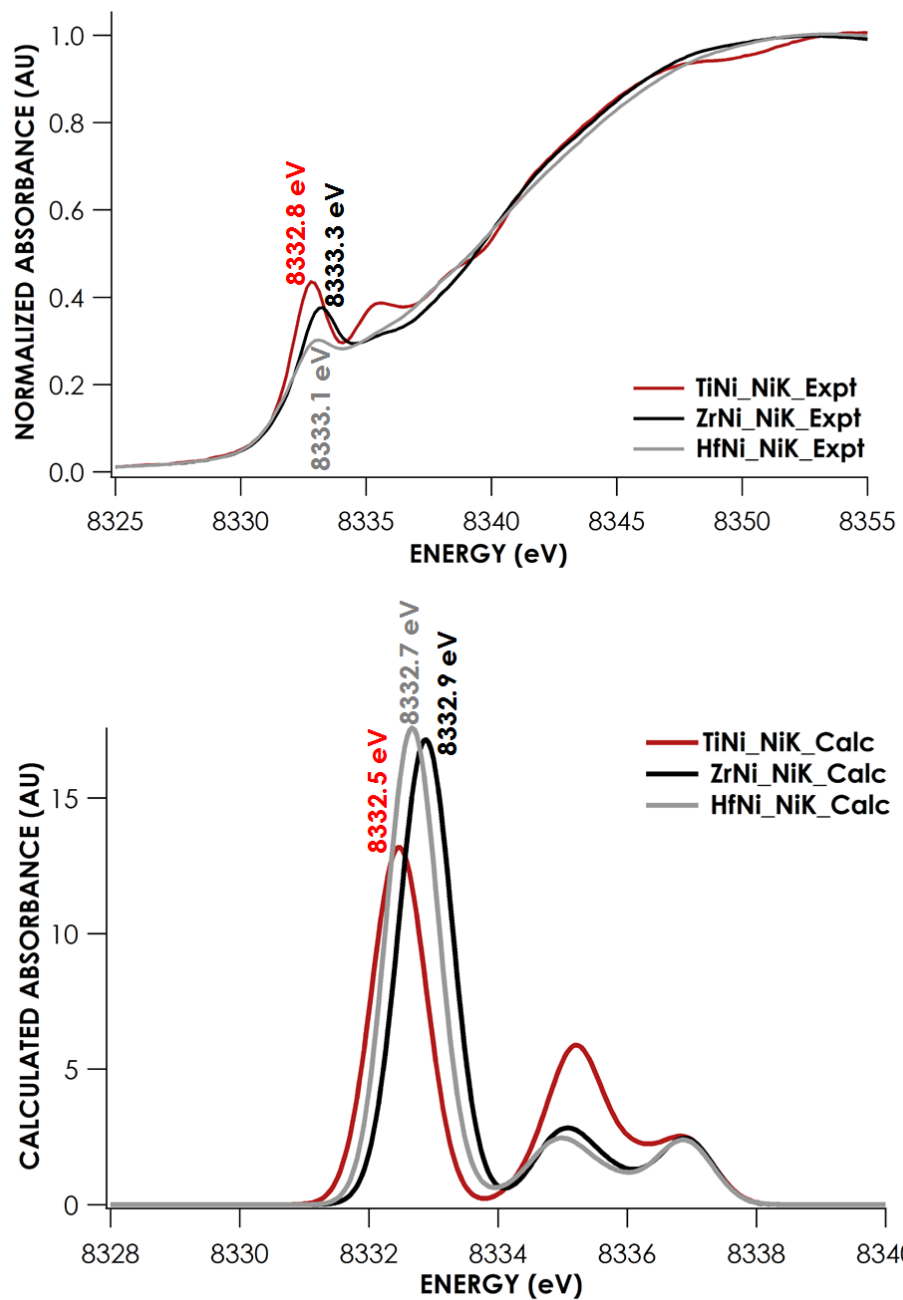 NORMALIZED ABSORBANCE (AU)
1.0
0.8
0.6
0.4
0.2
0.0
8332.8 eV
8333.3 eV
8333.1 eV
TiNi_NiK_Expt
ZrNi_NiK_Expt
HfNi_NiK_Expt
8325 8330 8335 8340 8345 8350 8355
ENERGY (eV)
CALCULATED ABSORBANCE (AU)
15
10
5
0
8332.5 eV
8332.7 eV
8332.9 eV
TiNi_NiK_Calc
ZrNi_NiK_Calc
HfNi_NiK_Calc
8328 8330 8332 8334 8336 8338 8340
ENERGY (eV)